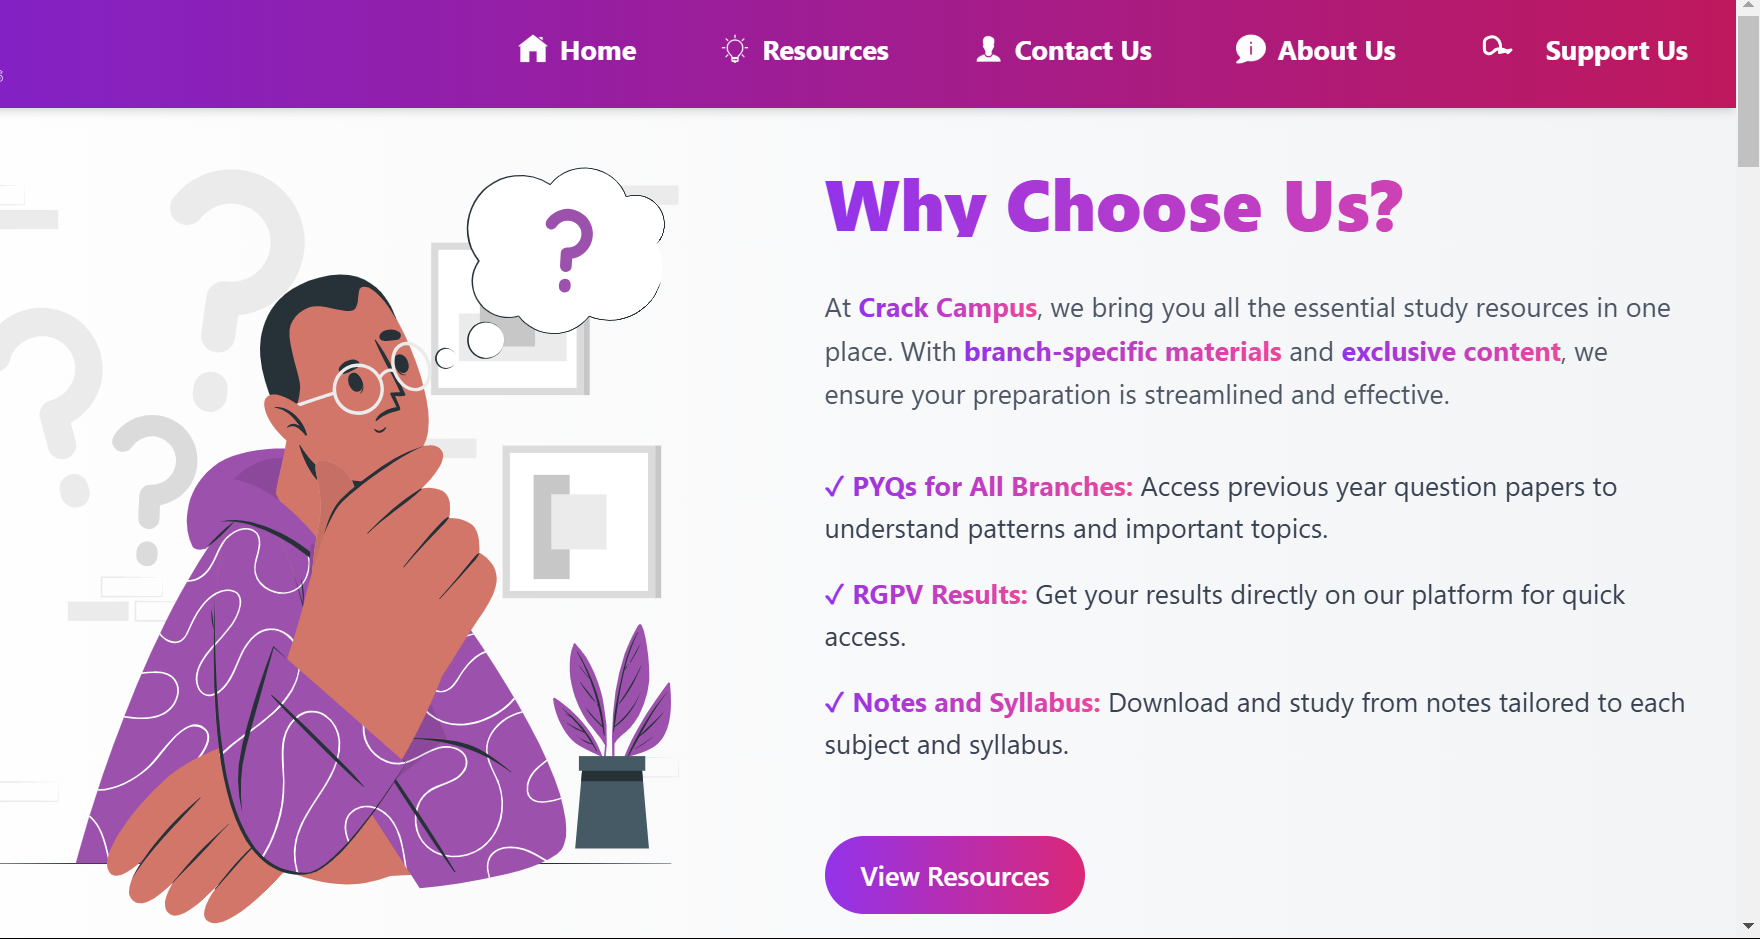 Home Resources Contact Us About Us Support Us
?
Why Choose Us?
At Crack Campus, we bring you all the essential study resources in one
place. With branch-specific materials and exclusive content, we
ensure your preparation is streamlined and effective.
✓ PYQs for All Branches: Access previous year question papers to
understand patterns and important topics.
✓ RGPV Results: Get your results directly on our platform for quick
access.
✓ Notes and Syllabus: Download and study from notes tailored to each
subject and syllabus.
View Resources